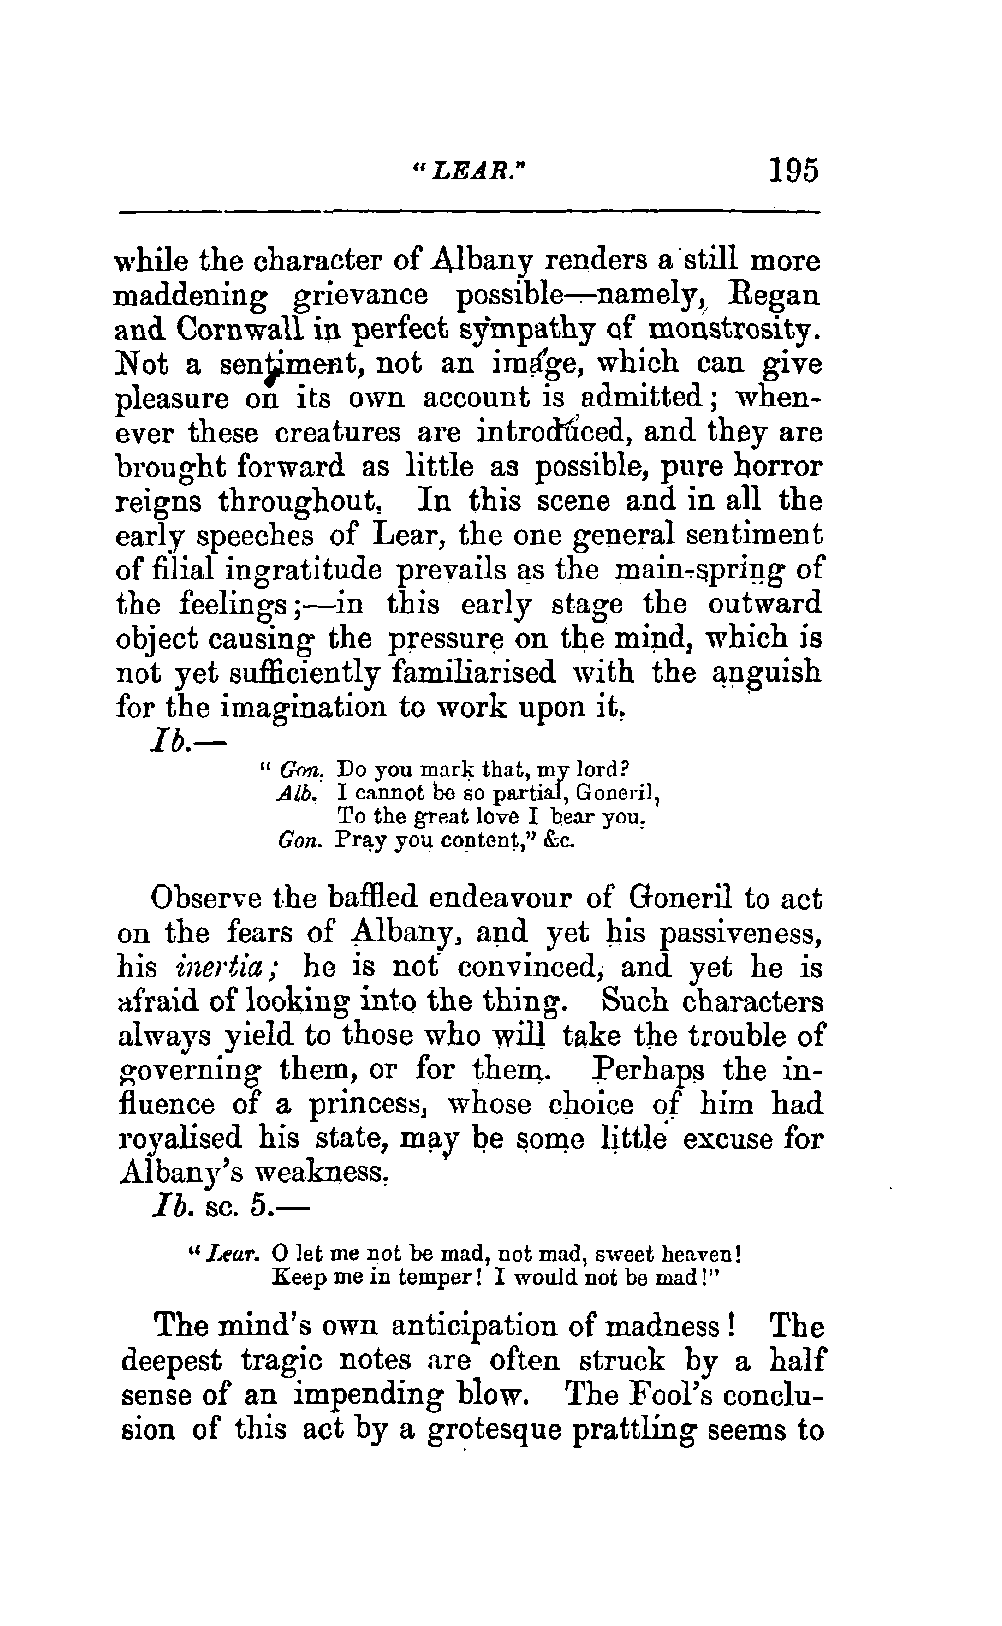 "LEAR." 195
while the character of Albany renders a still more
maddening grievance possible—namely, Regan
and Cornwall in perfect sympathy of monstrosity.
Not a sentiment, not an image, which can give
pleasure on its own account is admitted; when-
ever these creatures are introduced, and they are
brought forward as little as possible, pure horror
reigns throughout. In this scene and in all the
early speeches of Lear, the one general sentiment
of filial ingratitude prevails as the main-spring of
the feelings;—in this early stage the outward
object causing the pressure on the mind, which is
not yet sufficiently familiarised with the anguish
for the imagination to work upon it.
Ib.—
" Gon. Do you mark that, my lord?
Alb. I cannot be so partial, Goneril,
To the great love I bear you.
Gon. Pray you content," &c.
Observe the baffled endeavour of Goneril to act
on the fears of Albany, and yet his passiveness,
his inertia; he is not convinced, and yet he is
afraid of looking into the thing. Such characters
always yield to those who will take the trouble of
governing them, or for them. Perhaps the in-
fluence of a princess, whose choice of him had
royalised his state, may be some little excuse for
Albany's weakness.
Ib. sc. 5.—
" Lear. O let me not be mad, not mad, sweet heaven!
Keep me in temper! I would not be mad!"
The mind's own anticipation of madness! The
deepest tragic notes are often struck by a half
sense of an impending blow. The Fool's conclu-
sion of this act by a grotesque prattling seems to